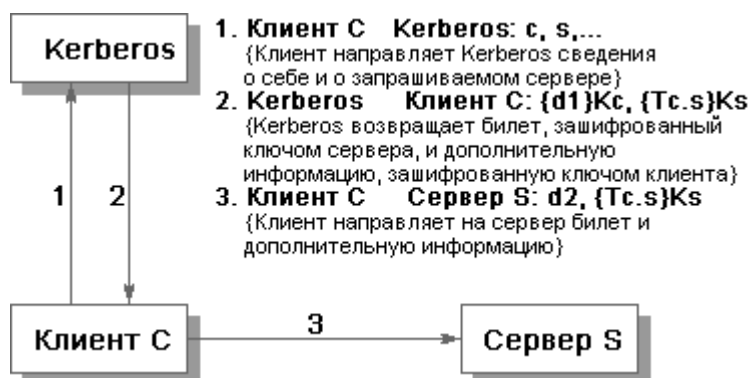 Kerberos
1. Клиент C Kerberos: c, s,...
{Клиент направляет Kerberos сведения
о себе и о запрашиваемом сервере}
2. Kerberos Клиент C: {d1}Kc, {Tc.s}Ks
{Kerberos возвращает билет, зашифрованный
ключом сервера, и дополнительную
информацию, зашифрованную ключом клиента}
3. Клиент C Сервер S: d2, {Tc.s}Ks
{Клиент направляет на сервер билет и
дополнительную информацию}
1 2
3
Клиент C
Сервер S